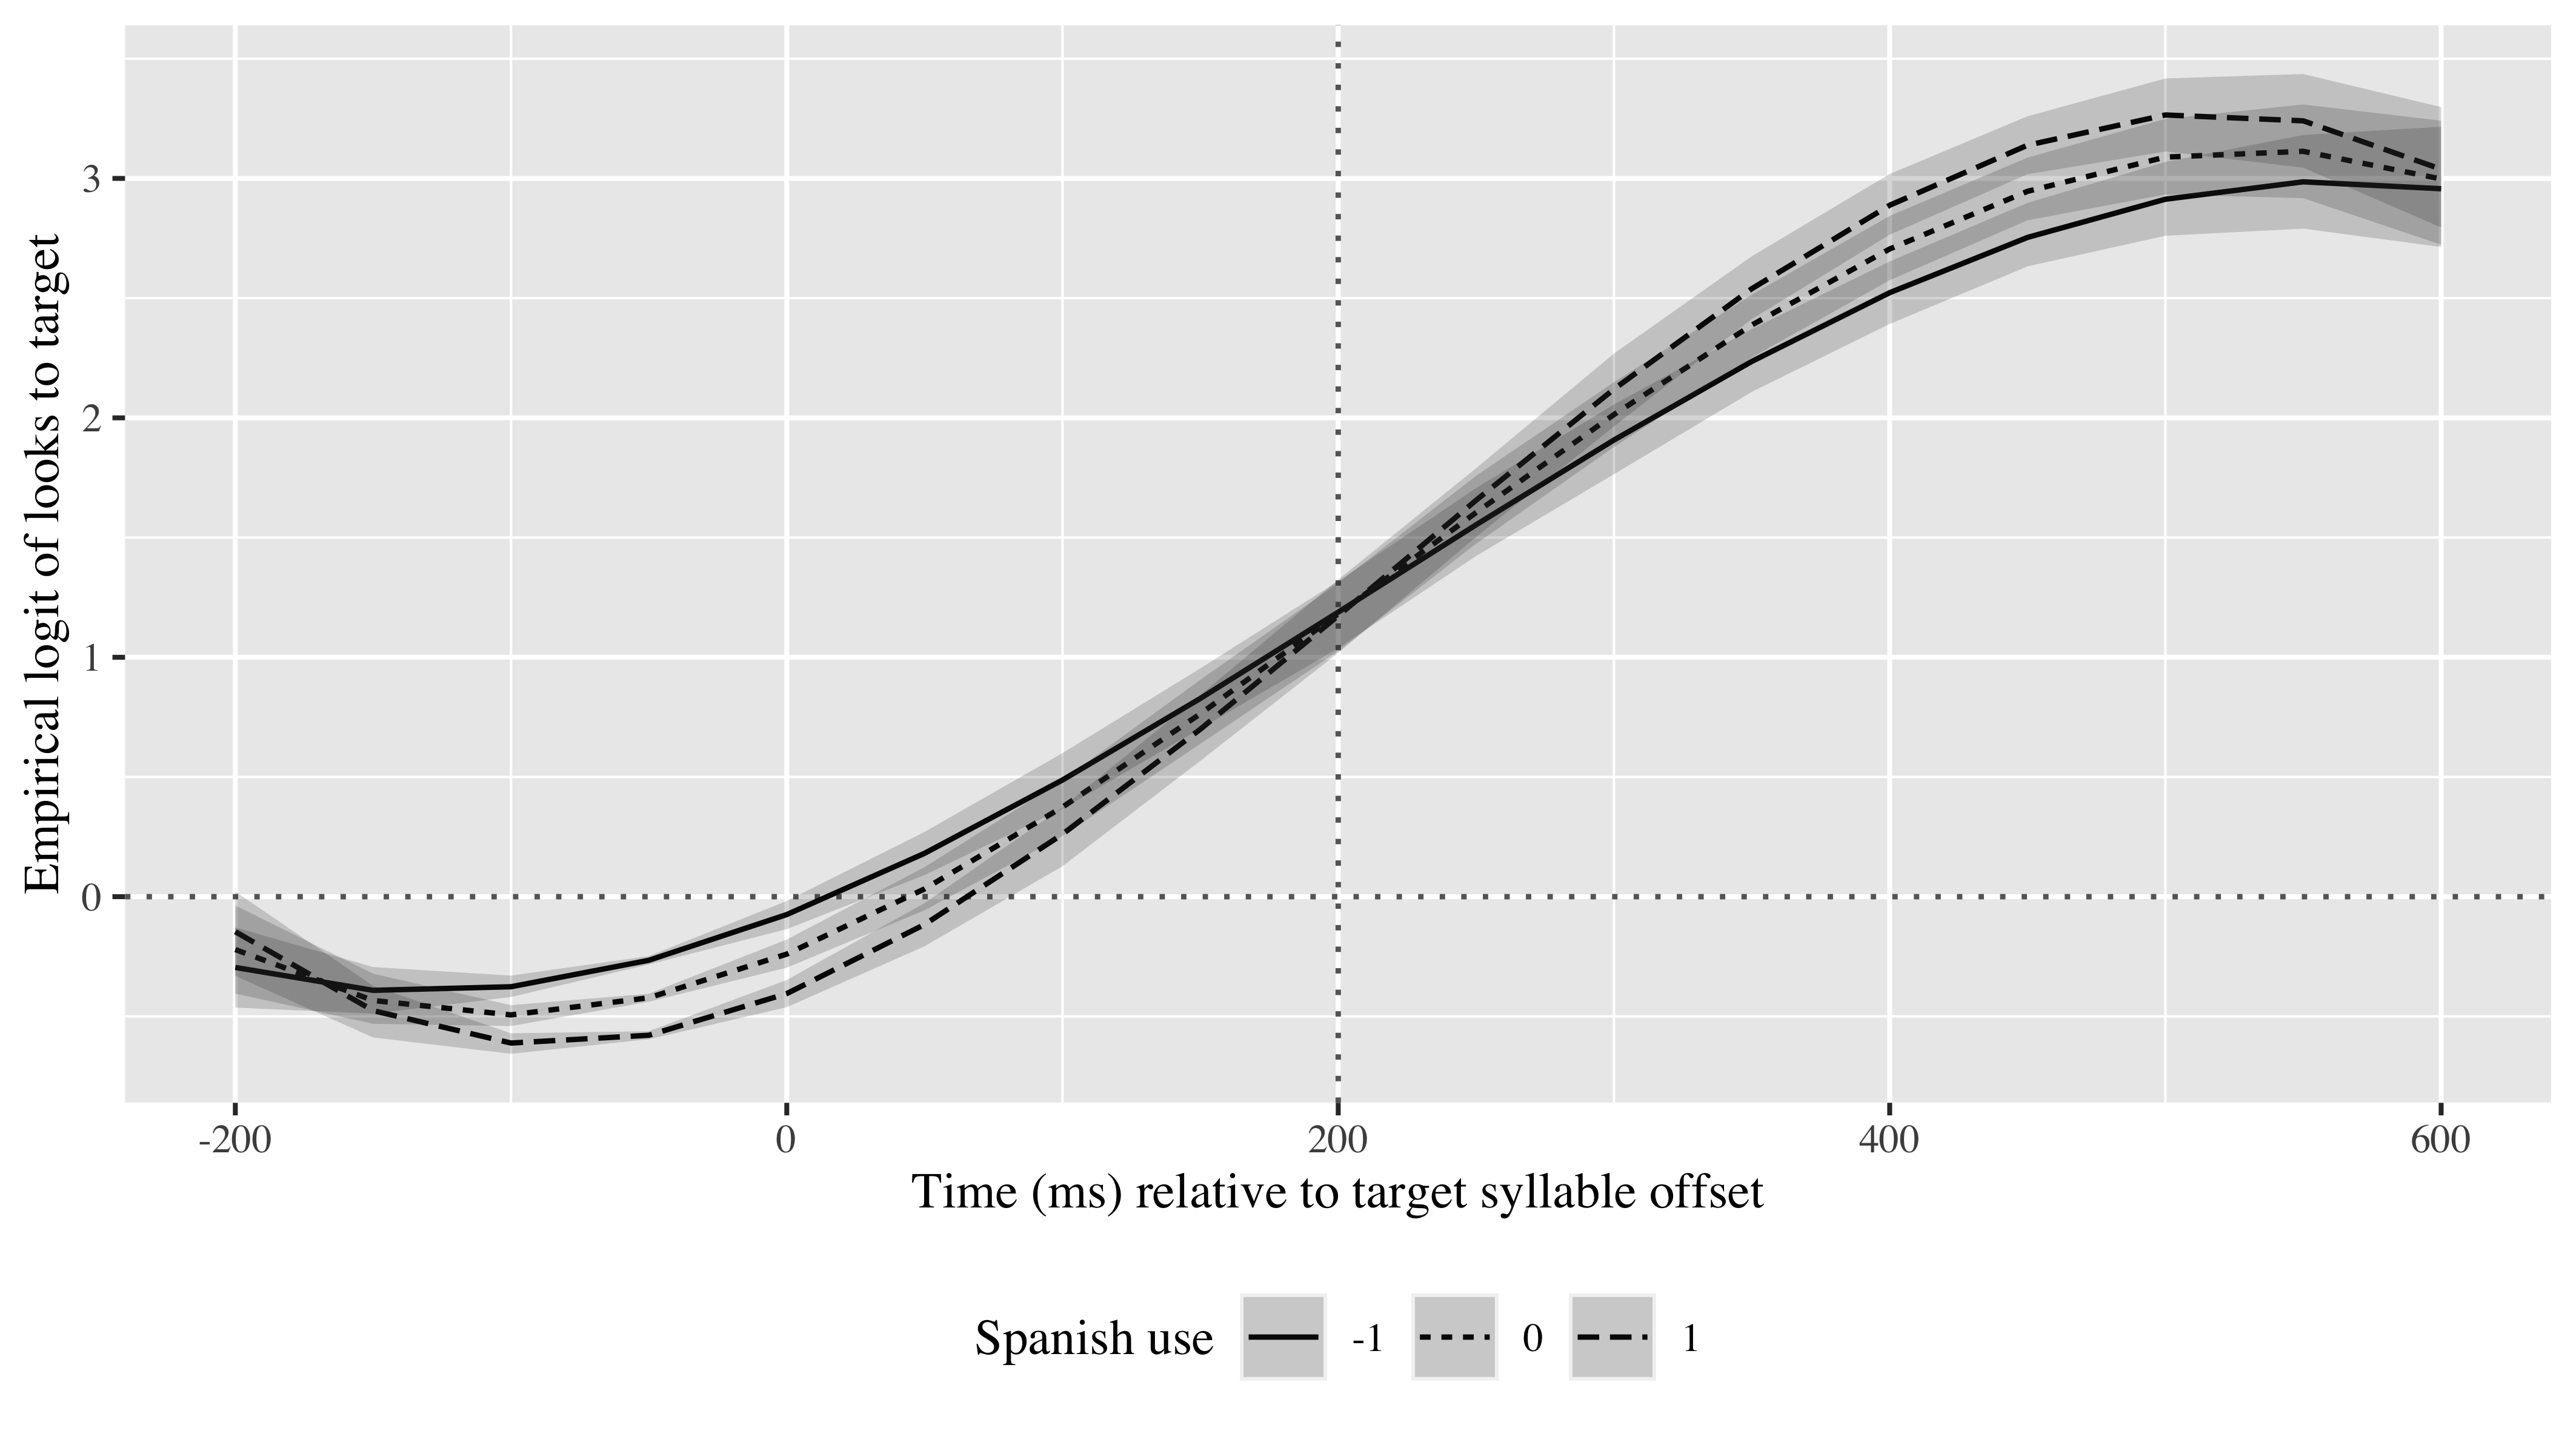 Empirical logit of looks to target
3
2
1
0
-200 0 200 400 600
Time (ms) relative to target syllable offset
Spanish use -1 0 1